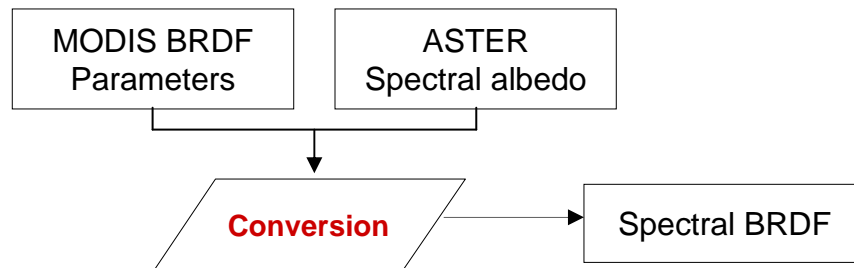 MODIS BRDF
Parameters
ASTER
Spectral albedo
Conversion
Spectral BRDF